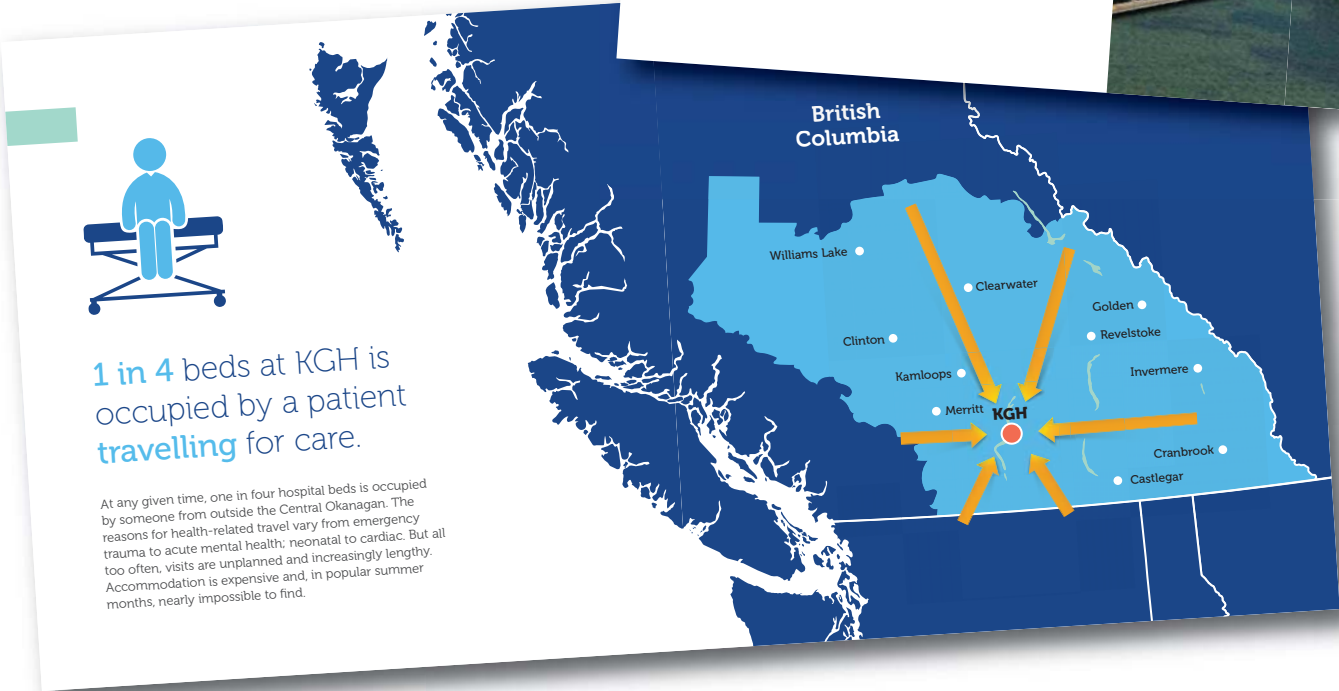 1 in 4 beds at KGH is
occupied by a patient
travelling for care.
At any given time, one in four hospital beds is occupied
by someone from outside the Central Okanagan. The
reasons for health-related travel vary from emergency
trauma to acute mental health; neonatal to cardiac. But all
too often, visits are unplanned and increasingly lengthy.
Accommodation is expensive and, in popular summer
months, nearly impossible to find.
British
Columbia
Williams Lake
Clearwater
Golden
Revelstoke
Clinton
Invermere
Kamloops
Merritt
KGH
Cranbrook
Castlegar